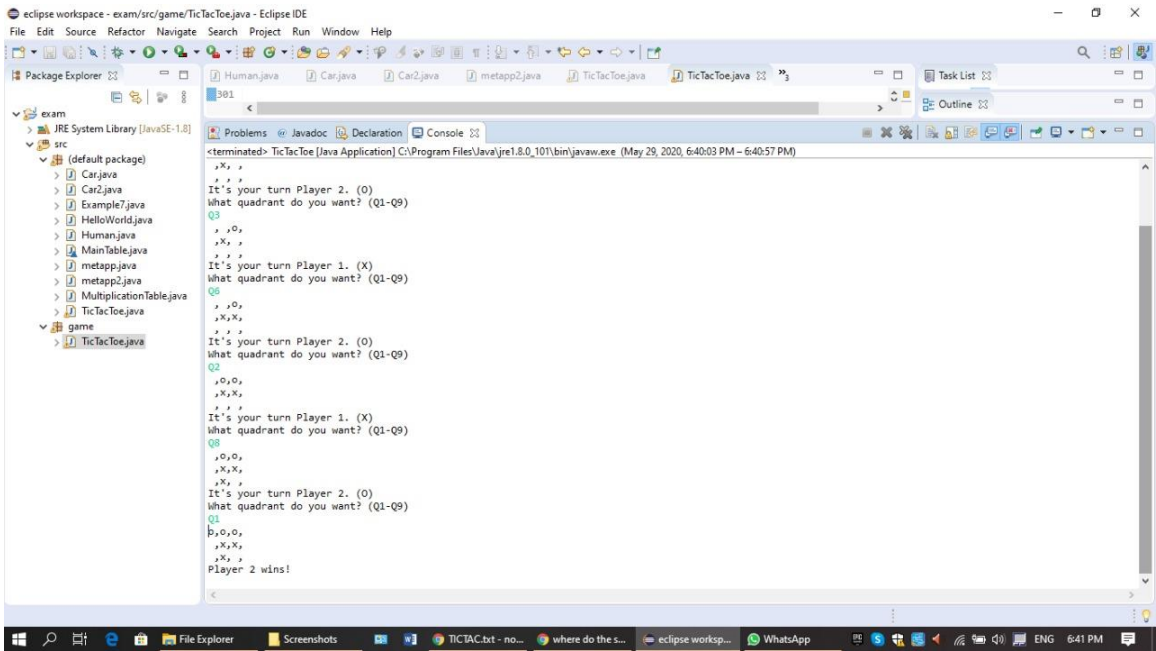 eclipse workspace - exam/src/game/TicTacToe.java - Eclipse IDE
File Edit Source Refactor Navigate Search Project Run Window Help
Package Explorer
Human.java Car.java Car2.java metapp2.java TicTacToe.java TicTacToe.java »3
Task List
301
Outline
exam
JRE System Library [JavaSE-1.8]
src
(default package)
Car.java
Car2.java
Example7.java
HelloWorld.java
Human.java
MainTable.java
metapp.java
metapp2.java
MultiplicationTable.java
TicTacToe.java
game
TicTacToe.java
Problems Javadoc Declaration Console
<terminated> TicTacToe [Java Application] C:\Program Files\Java\jre1.8.0_101\bin\javaw.exe (May 29, 2020, 6:40:03 PM – 6:40:57 PM)
 ,x, ,
 , , ,
It's your turn Player 2. (O)
What quadrant do you want? (Q1-Q9)
Q3
 , ,o,
 ,x, ,
 , , ,
It's your turn Player 1. (X)
What quadrant do you want? (Q1-Q9)
Q6
 , ,o,
 ,x,x,
 , , ,
It's your turn Player 2. (O)
What quadrant do you want? (Q1-Q9)
Q2
 ,o,o,
 ,x,x,
 , , ,
It's your turn Player 1. (X)
What quadrant do you want? (Q1-Q9)
Q8
 ,o,o,
 ,x,x,
 ,x, ,
It's your turn Player 2. (O)
What quadrant do you want? (Q1-Q9)
Q1
o,o,o,
 ,x,x,
 ,x, ,
Player 2 wins!
File Explorer Screenshots TICTAC.txt - no... where do the s... eclipse worksp... WhatsApp ENG 6:41 PM